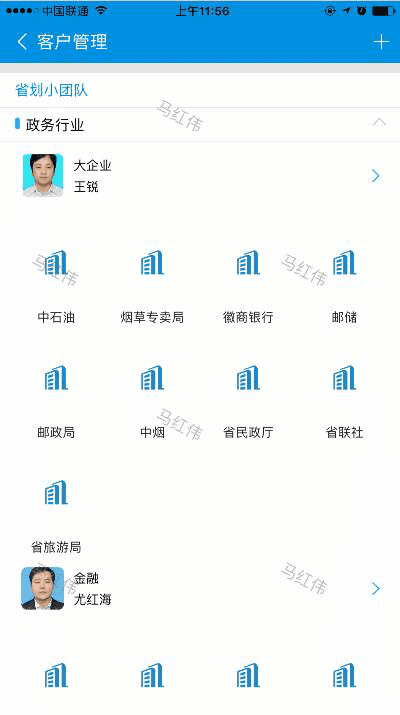 中国联通 上午11:56
客户管理
省划小团队
政务行业
大企业
王锐
中石油 烟草专卖局 徽商银行 邮储
邮政局 中烟 省民政厅 省联社
省旅游局
金融
尤红海
马红伟
马红伟
马红伟
马红伟
马红伟
马红伟